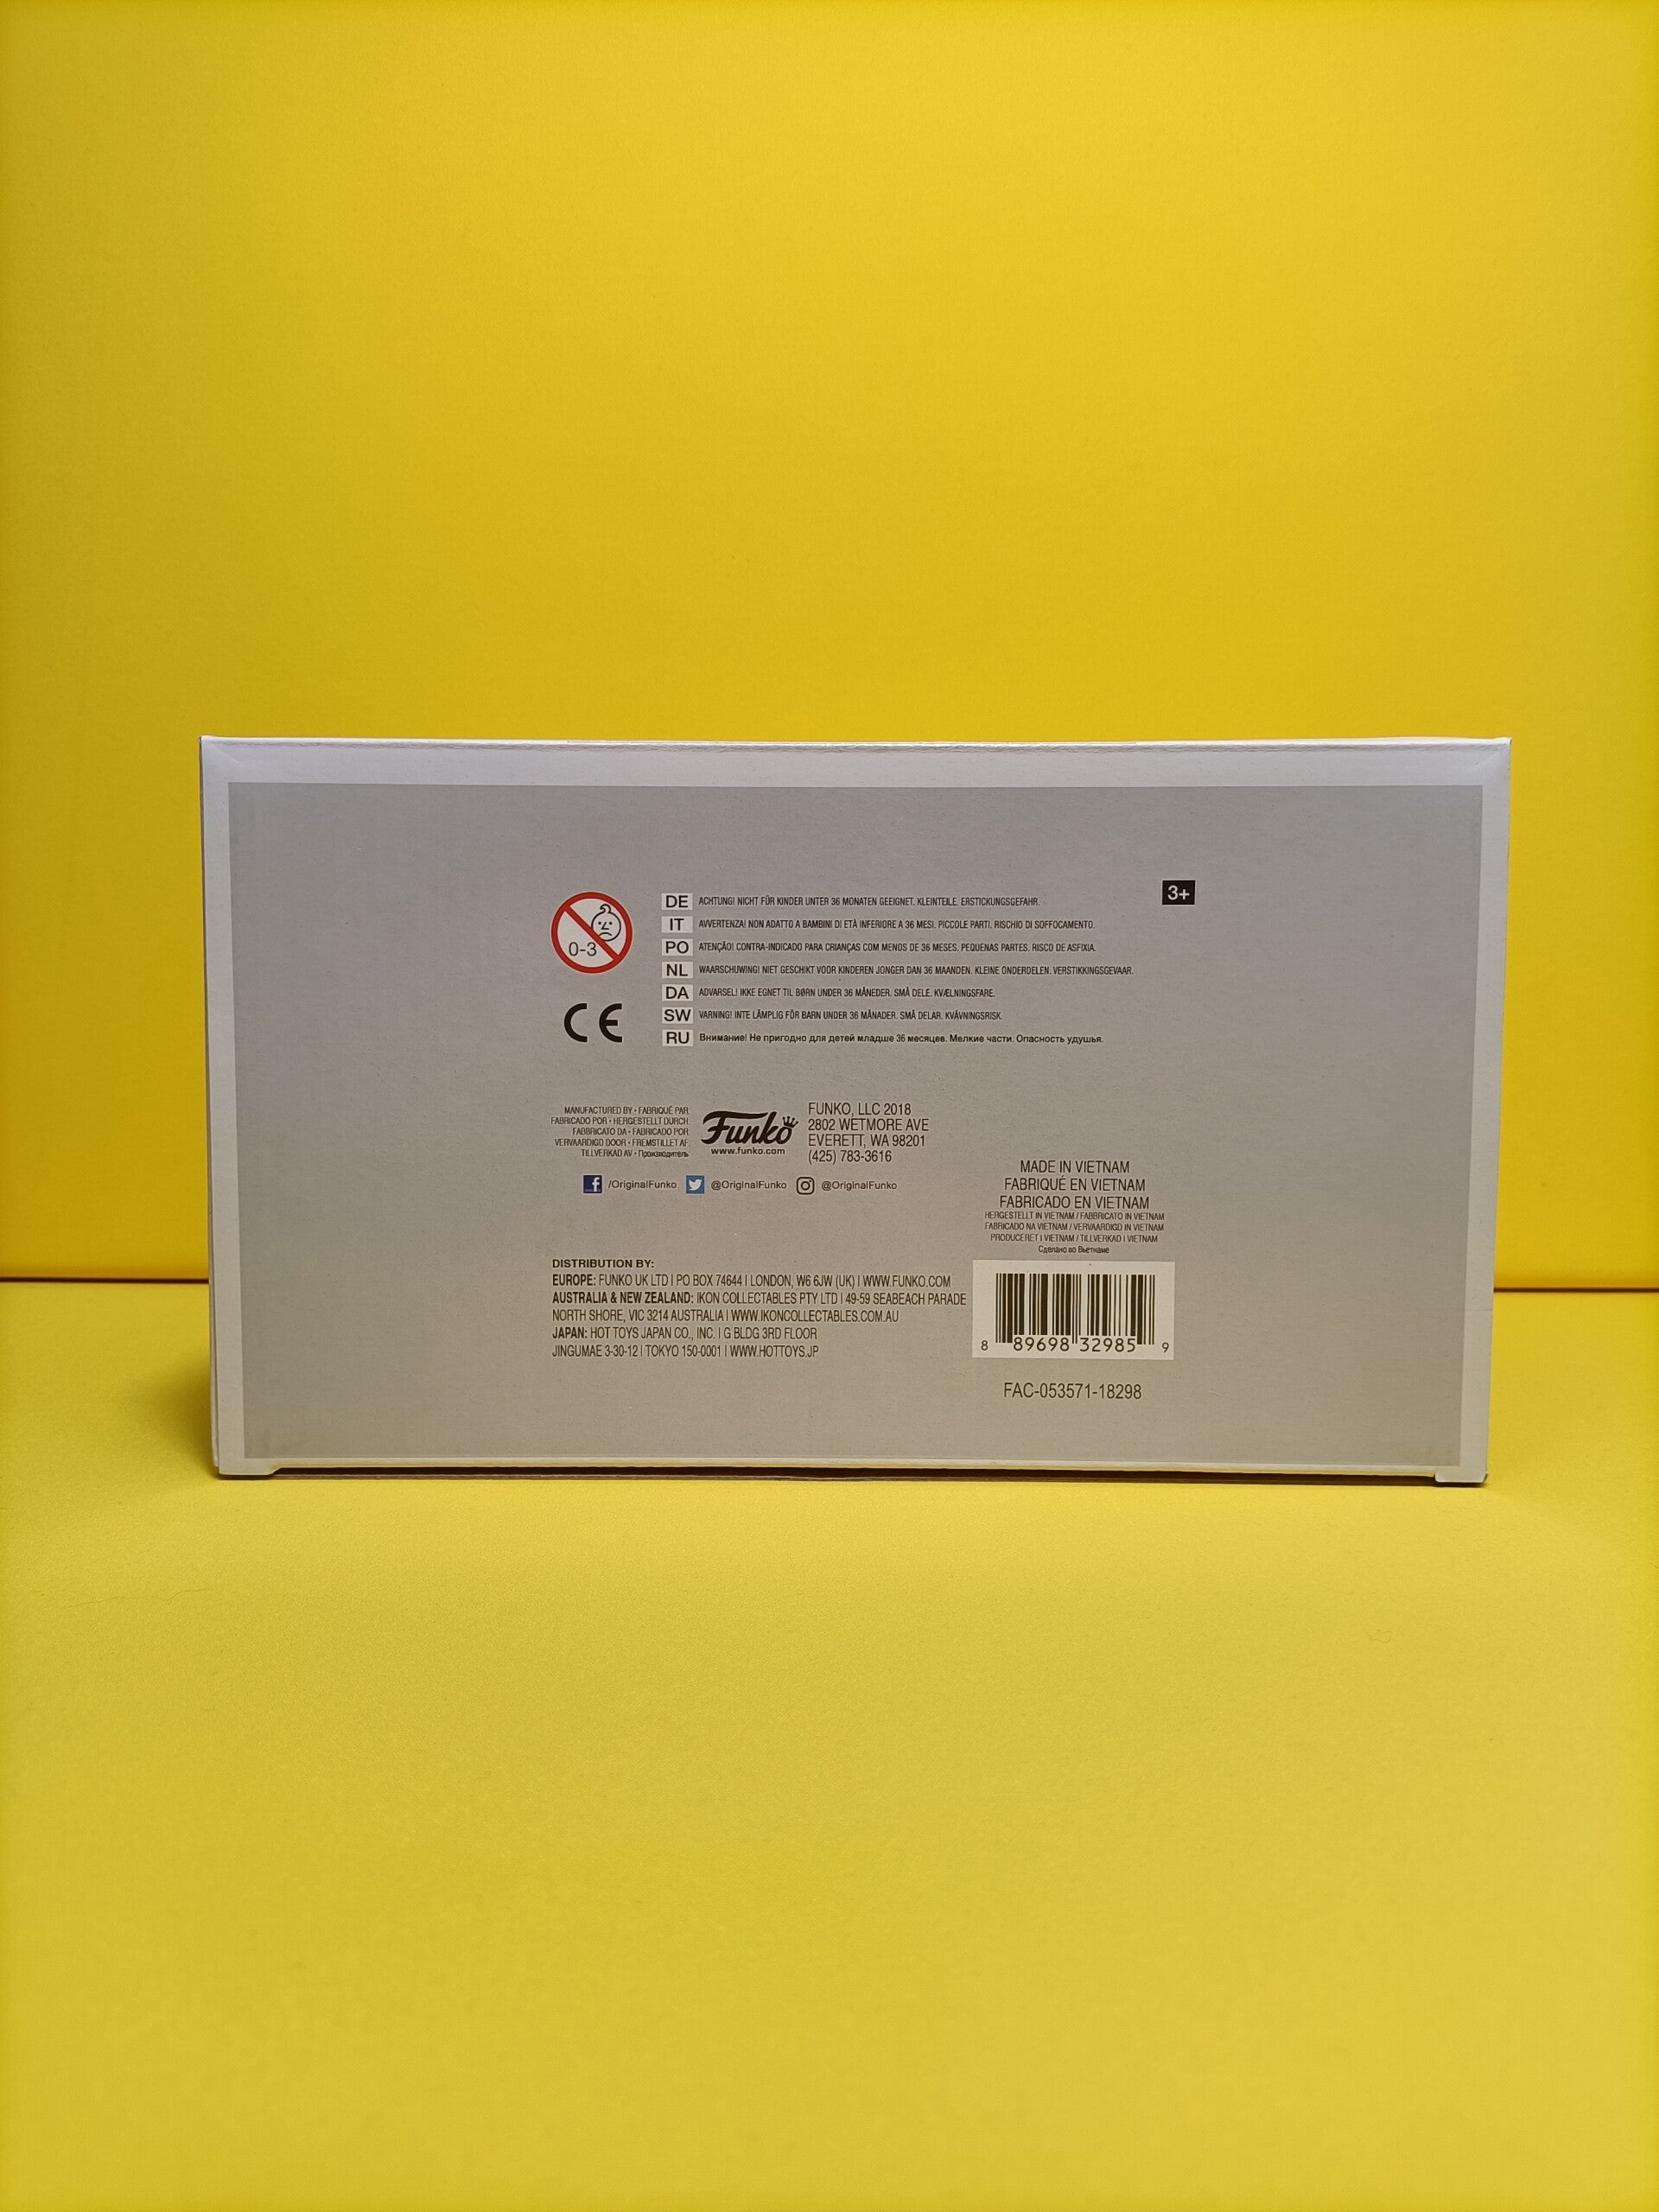 3+
0-3
DE ACHTUNG! NICHT FÜR KINDER UNTER 36 MONATEN GEEIGNET. KLEINTEILE. ERSTICKUNGSGEFAHR.
IT AVVERTENZA! NON ADATTO A BAMBINI DI ETÀ INFERIORE A 36 MESI. PICCOLE PARTI. RISCHIO DI SOFFOCAMENTO.
PO ATENÇÃO! CONTRA-INDICADO PARA CRIANÇAS COM MENOS DE 36 MESES. PEQUENAS PARTES. RISCO DE ASFIXIA.
NL WAARSCHUWING! NIET GESCHIKT VOOR KINDEREN JONGER DAN 36 MAANDEN. KLEINE ONDERDELEN. VERSTIKKINGSGEVAAR.
DA ADVARSEL! IKKE EGNET TIL BØRN UNDER 36 MÅNEDER. SMÅ DELE. KVÆLNINGSFARE.
SW VARNING! INTE LÄMPLIG FÖR BARN UNDER 36 MÅNADER. SMÅ DELAR. KVÄVNINGSRISK.
RU Внимание! Не пригодно для детей младше 36 месяцев. Мелкие части. Опасность удушья.
CE
MANUFACTURED BY • FABRIQUÉ PAR
FABRICADO POR • HERGESTELLT DURCH
FABBRICATO DA • FABRICADO POR
VERVAARDIGD DOOR • FREMSTILLET AF
TILLVERKAD AV • Производитель
Funko
www.funko.com
FUNKO, LLC 2018
2802 WETMORE AVE
EVERETT, WA 98201
(425) 783-3616
f /OriginalFunko @OriginalFunko @OriginalFunko
MADE IN VIETNAM
FABRIQUÉ EN VIETNAM
FABRICADO EN VIETNAM
HERGESTELLT IN VIETNAM / FABBRICATO IN VIETNAM
FABRICADO NA VIETNAM / VERVAARDIGD IN VIETNAM
PRODUCERET I VIETNAM / TILLVERKAD I VIETNAM
Сделано во Вьетнаме
DISTRIBUTION BY:
EUROPE: FUNKO UK LTD | PO BOX 74644 | LONDON, W6 6JW (UK) | WWW.FUNKO.COM
AUSTRALIA & NEW ZEALAND: IKON COLLECTABLES PTY LTD | 49-59 SEABEACH PARADE
NORTH SHORE, VIC 3214 AUSTRALIA | WWW.IKONCOLLECTABLES.COM.AU
JAPAN: HOT TOYS JAPAN CO., INC. | G BLDG 3RD FLOOR
JINGUMAE 3-30-12 | TOKYO 150-0001 | WWW.HOTTOYS.JP
8 89698 32985 9
FAC-053571-18298